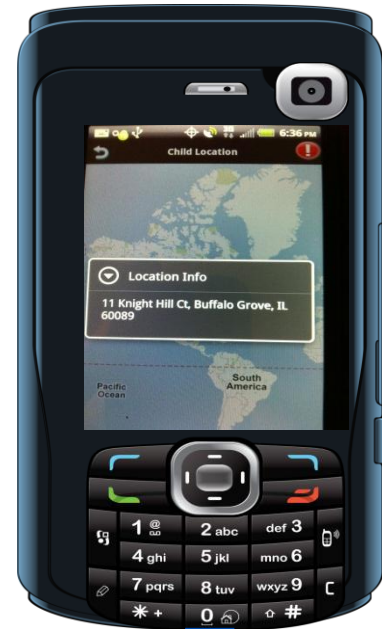 3G
6:36 PM
Child Location
Location Info
11 Knight Hill Ct, Buffalo Grove, IL
60089
Pacific
Ocean
South
America
1 @
2 abc
def 3
4 ghi
5 jkl
mno 6
7 pqrs
8 tuv
wxyz 9
C
* +
0
#